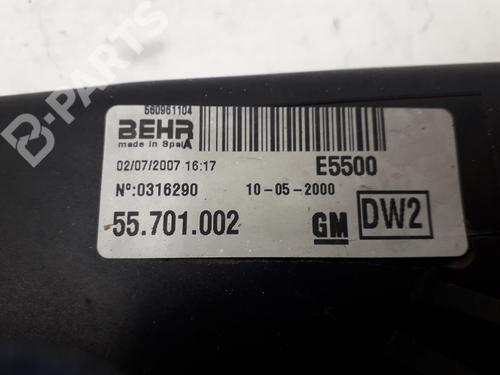 B-PARTS
560961104
BEHR
made in Spain
02/07/2007 16:17 E5500
Nº:0316290 10-05-2000
55.701.002 GM DW2